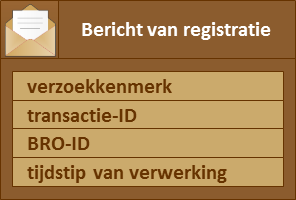 Bericht van registratie
verzoekkenmerk
transactie-ID
BRO-ID
tijdstip van verwerking